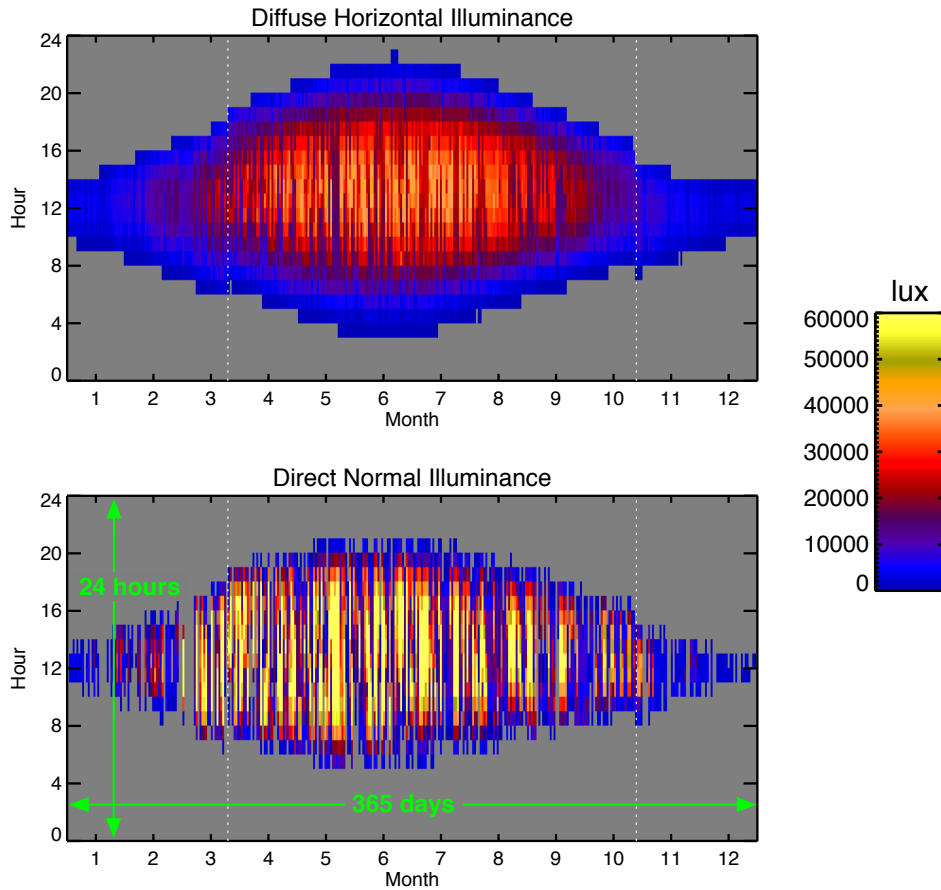 Diffuse Horizontal Illuminance
24
20
16
12
8
4
0
Hour
1 2 3 4 5 6 7 8 9 10 11 12
Month
lux
60000
50000
40000
30000
20000
10000
0
Direct Normal Illuminance
24
20
16
12
8
4
0
Hour
24 hours
365 days
1 2 3 4 5 6 7 8 9 10 11 12
Month